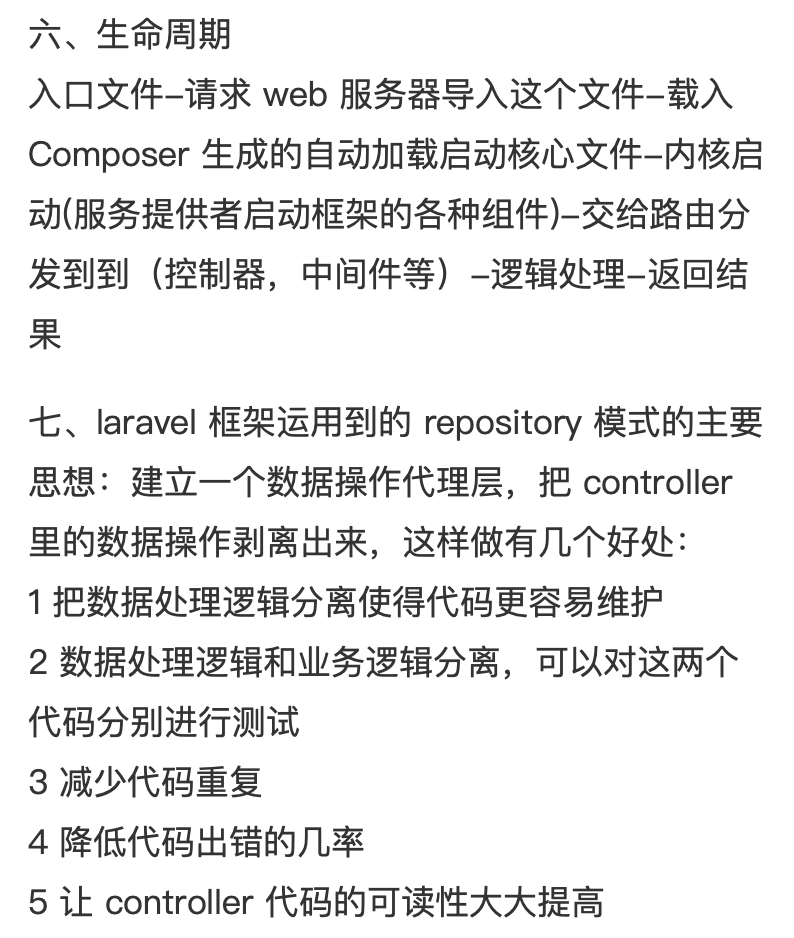 六、生命周期
入口文件–请求 web 服务器导入这个文件–载入
Composer 生成的自动加载启动核心文件–内核启
动(服务提供者启动框架的各种组件)–交给路由分
发到到（控制器，中间件等）–逻辑处理–返回结
果
七、laravel 框架运用到的 repository 模式的主要
思想：建立一个数据操作代理层，把 controller
里的数据操作剥离出来，这样做有几个好处：
1 把数据处理逻辑分离使得代码更容易维护
2 数据处理逻辑和业务逻辑分离，可以对这两个
代码分别进行测试
3 减少代码重复
4 降低代码出错的几率
5 让 controller 代码的可读性大大提高